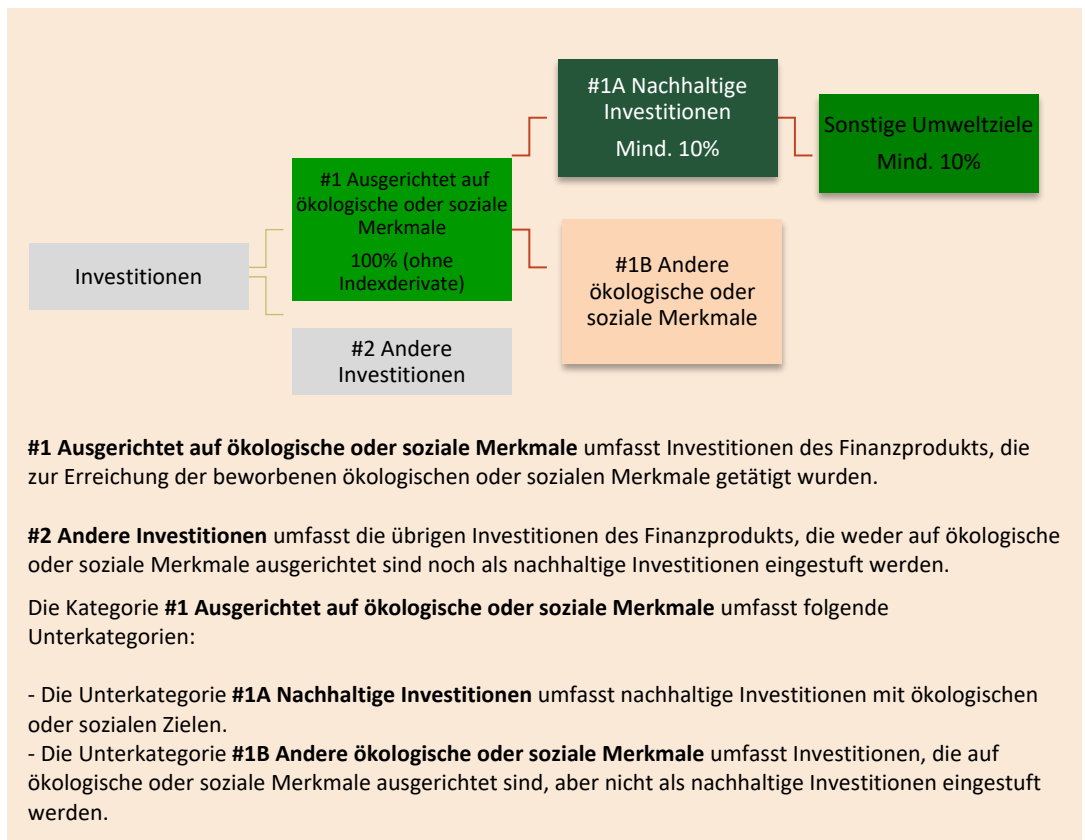 Investitionen
#1 Ausgerichtet auf
ökologische oder soziale
Merkmale
100% (ohne
Indexderivate)
#2 Andere
Investitionen
#1A Nachhaltige
Investitionen
Mind. 10%
#1B Andere
ökologische oder
soziale Merkmale
Sonstige Umweltziele
Mind. 10%
#1 Ausgerichtet auf ökologische oder soziale Merkmale umfasst Investitionen des Finanzprodukts, die
zur Erreichung der beworbenen ökologischen oder sozialen Merkmale getätigt wurden.
#2 Andere Investitionen umfasst die übrigen Investitionen des Finanzprodukts, die weder auf ökologische
oder soziale Merkmale ausgerichtet sind noch als nachhaltige Investitionen eingestuft werden.
Die Kategorie #1 Ausgerichtet auf ökologische oder soziale Merkmale umfasst folgende
Unterkategorien:
- Die Unterkategorie #1A Nachhaltige Investitionen umfasst nachhaltige Investitionen mit ökologischen
oder sozialen Zielen.
- Die Unterkategorie #1B Andere ökologische oder soziale Merkmale umfasst Investitionen, die auf
ökologische oder soziale Merkmale ausgerichtet sind, aber nicht als nachhaltige Investitionen eingestuft
werden.